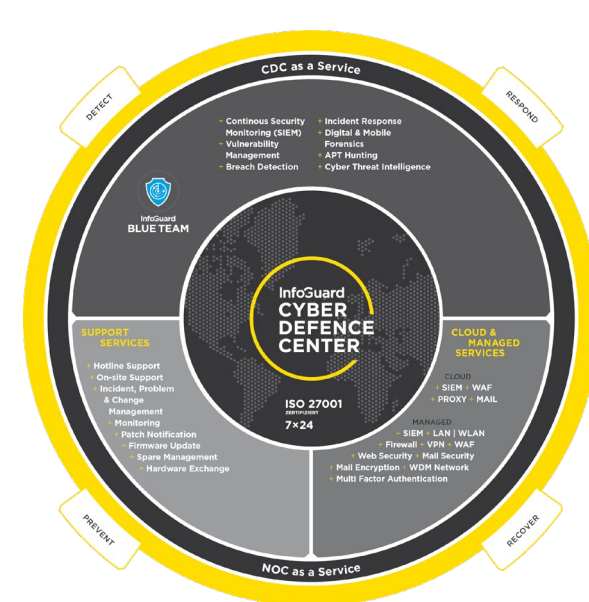 CDC as a Service
DETECT
RESPOND
+ Continous Security
Monitoring (SIEM)
+ Vulnerability
Management
+ Breach Detection
+ Incident Response
+ Digital & Mobile
Forensics
+ APT Hunting
+ Cyber Threat Intelligence
InfoGuard
BLUE TEAM
InfoGuard
CYBER
DEFENCE
CENTER
ISO 27001
ZERTIFIZIERT
7×24
SUPPORT
SERVICES
+ Hotline Support
+ On-site Support
+ Incident, Problem
& Change
Management
+ Monitoring
+ Patch Notification
+ Firmware Update
+ Spare Management
+ Hardware Exchange
CLOUD &
MANAGED
SERVICES
CLOUD
+ SIEM + WAF
+ PROXY + MAIL
MANAGED
+ SIEM + LAN | WLAN
+ Firewall + VPN + WAF
+ Web Security + Mail Security
+ Mail Encryption + WDM Network
+ Multi Factor Authentication
PREVENT
RECOVER
NOC as a Service